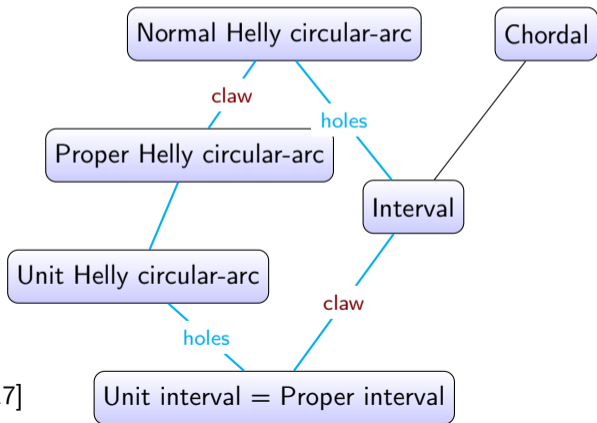 Normal Helly circular-arc
Chordal
claw
holes
Proper Helly circular-arc
Interval
Unit Helly circular-arc
claw
holes
7]
Unit interval = Proper interval